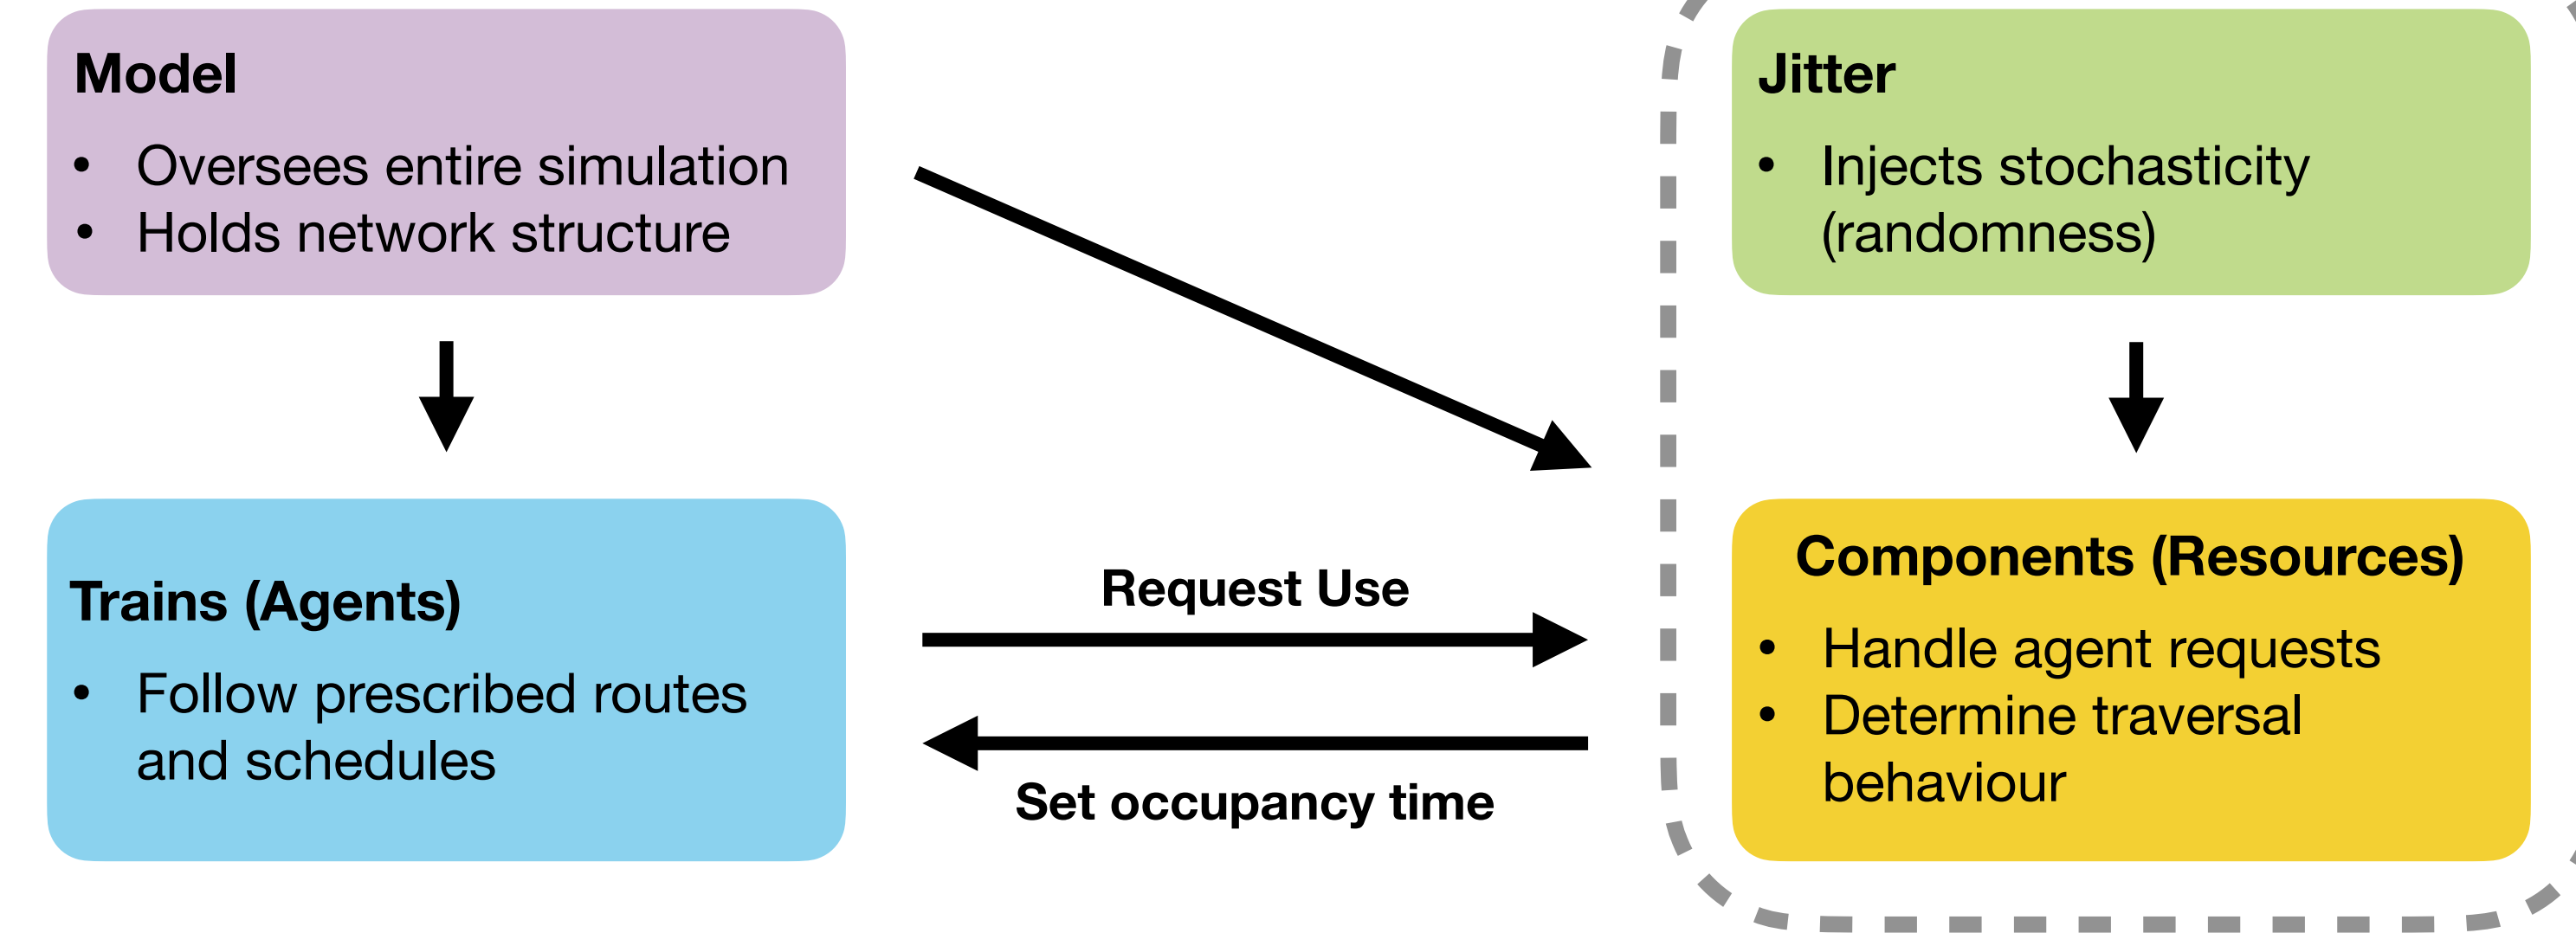 Model
• Oversees entire simulation
• Holds network structure
Jitter
• Injects stochasticity
(randomness)
Trains (Agents)
• Follow prescribed routes
and schedules
Request Use
Set occupancy time
Components (Resources)
• Handle agent requests
• Determine traversal
behaviour